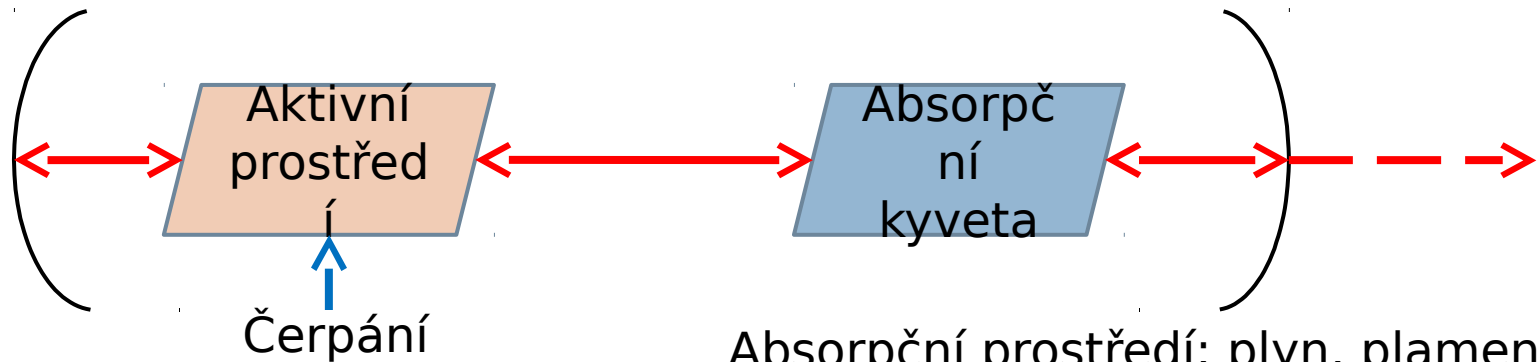 Aktivní
prostřed
í
Absorpč
ní
kyveta
Čerpání
Absorpční prostředí: plyn, plamen